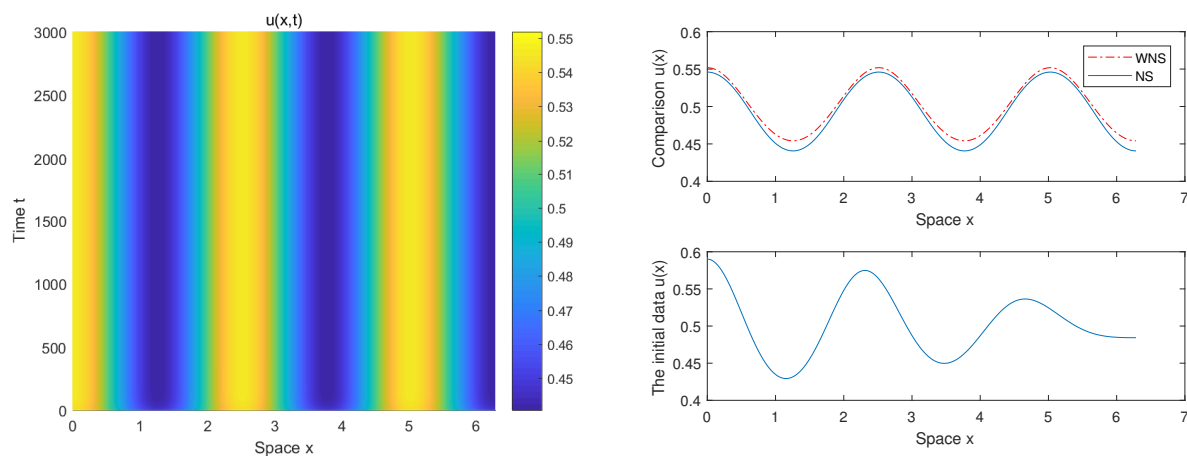 u(x,t)
3000
2500
2000
1500
1000
500
0
Time t
0 1 2 3 4 5 6
Space x
0.55
0.54
0.53
0.52
0.51
0.5
0.49
0.48
0.47
0.46
0.45
0.6
0.55
0.5
0.45
0.4
Comparison u(x)
WNS
NS
0 1 2 3 4 5 6 7
Space x
0.6
0.55
0.5
0.45
0.4
The initial data u(x)
0 1 2 3 4 5 6 7
Space x